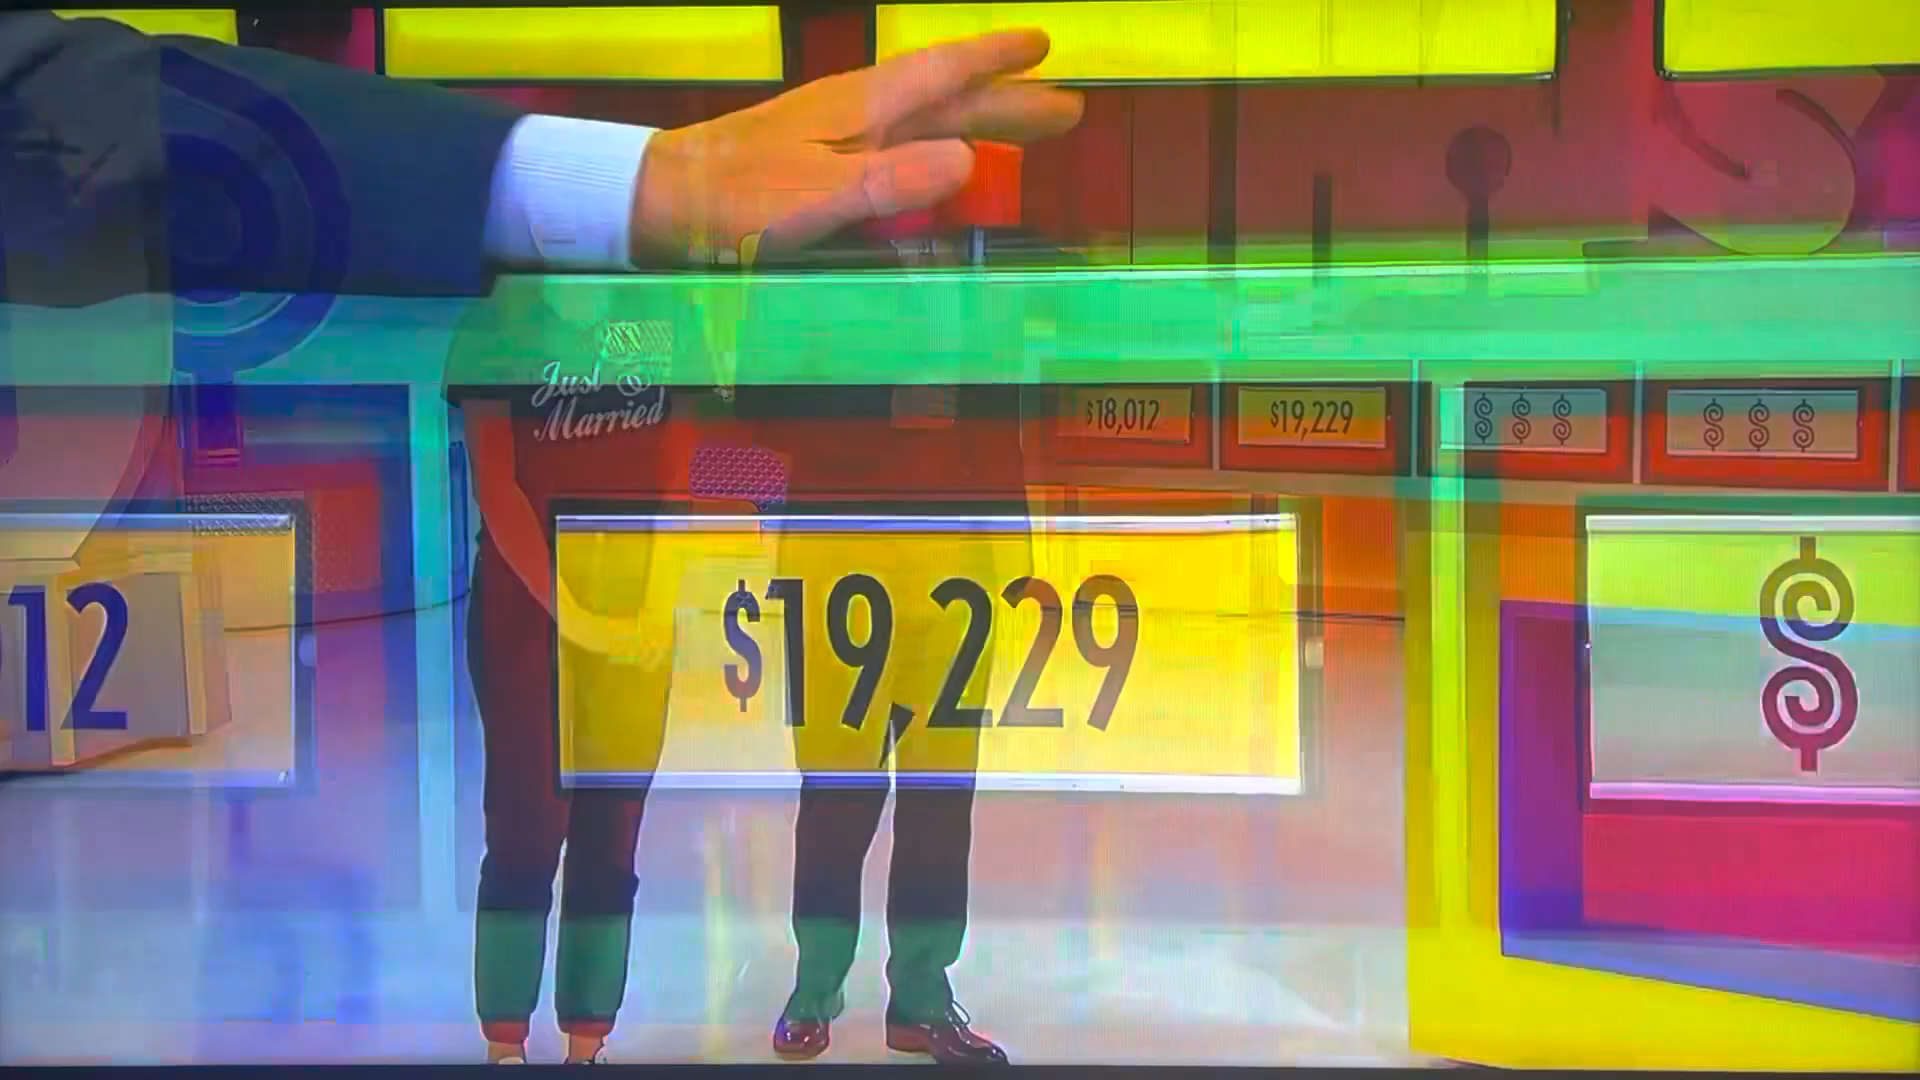 Just
Married
$18,012
$19,229
$ $ $
$ $ $
12
$19,229
$